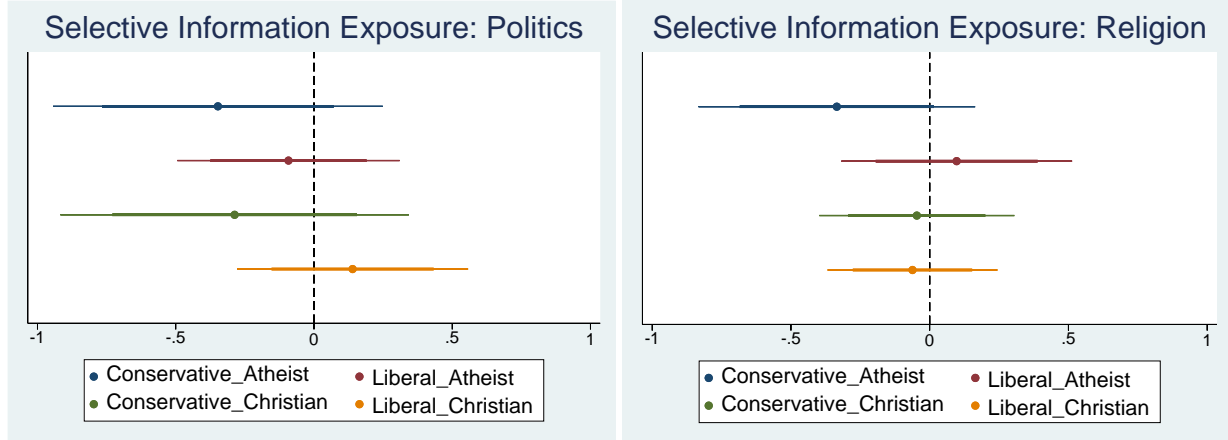 Selective Information Exposure: Politics
-1 -.5 0 .5 1
Conservative_Atheist Liberal_Atheist
Conservative_Christian Liberal_Christian
Selective Information Exposure: Religion
-1 -.5 0 .5 1
Conservative_Atheist Liberal_Atheist
Conservative_Christian Liberal_Christian